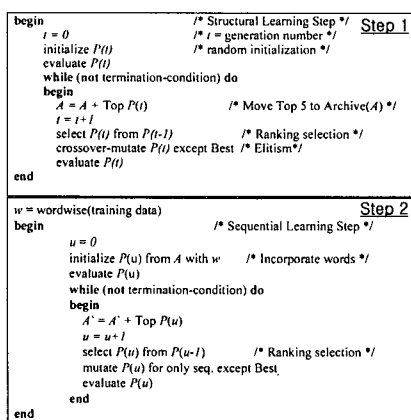 begin /* Structural Learning Step */ Step 1
t = 0 /* t = generation number */
initialize P(t) /* random initialization */
evaluate P(t)
while (not termination-condition) do
begin
A = A + Top P(t) /* Move Top 5 to Archive(A) */
t = t+1
select P(t) from P(t-1) /* Ranking selection */
crossover-mutate P(t) except Best /* Elitism*/
evaluate P(t)
end
w = wordwise(training data) Step 2
begin /* Sequential Learning Step */
u = 0
initialize P(u) from A with w /* Incorporate words */
evaluate P(u)
while (not termination-condition) do
begin
A` = A` + Top P(u)
u = u+1
select P(u) from P(u-1) /* Ranking selection */
mutate P(u) for only seq. except Best
evaluate P(u)
end
end